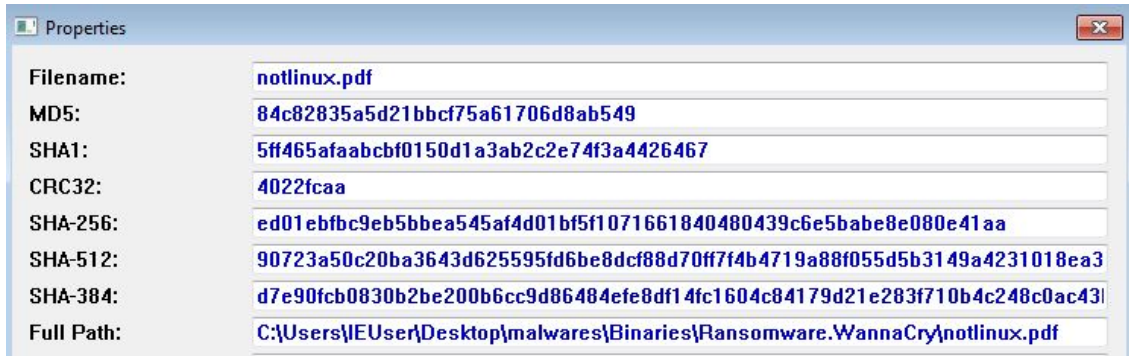 Properties
Filename: notlinux.pdf
MD5: 84c82835a5d21bbcf75a61706d8ab549
SHA1: 5ff465afaabcbf0150d1a3ab2c2e74f3a4426467
CRC32: 4022fcaa
SHA-256: ed01ebfbc9eb5bbea545af4d01bf5f1071661840480439c6e5babe8e080e41aa
SHA-512: 90723a50c20ba3643d625595fd6be8dcf88d70ff7f4b4719a88f055d5b3149a4231018ea3
SHA-384: d7e90fcb0830b2be200b6cc9d86484efe8df14fc1604c84179d21e283f710b4c248c0ac43
Full Path: C:\Users\IEUser\Desktop\malwares\Binaries\Ransomware.WannaCry\notlinux.pdf